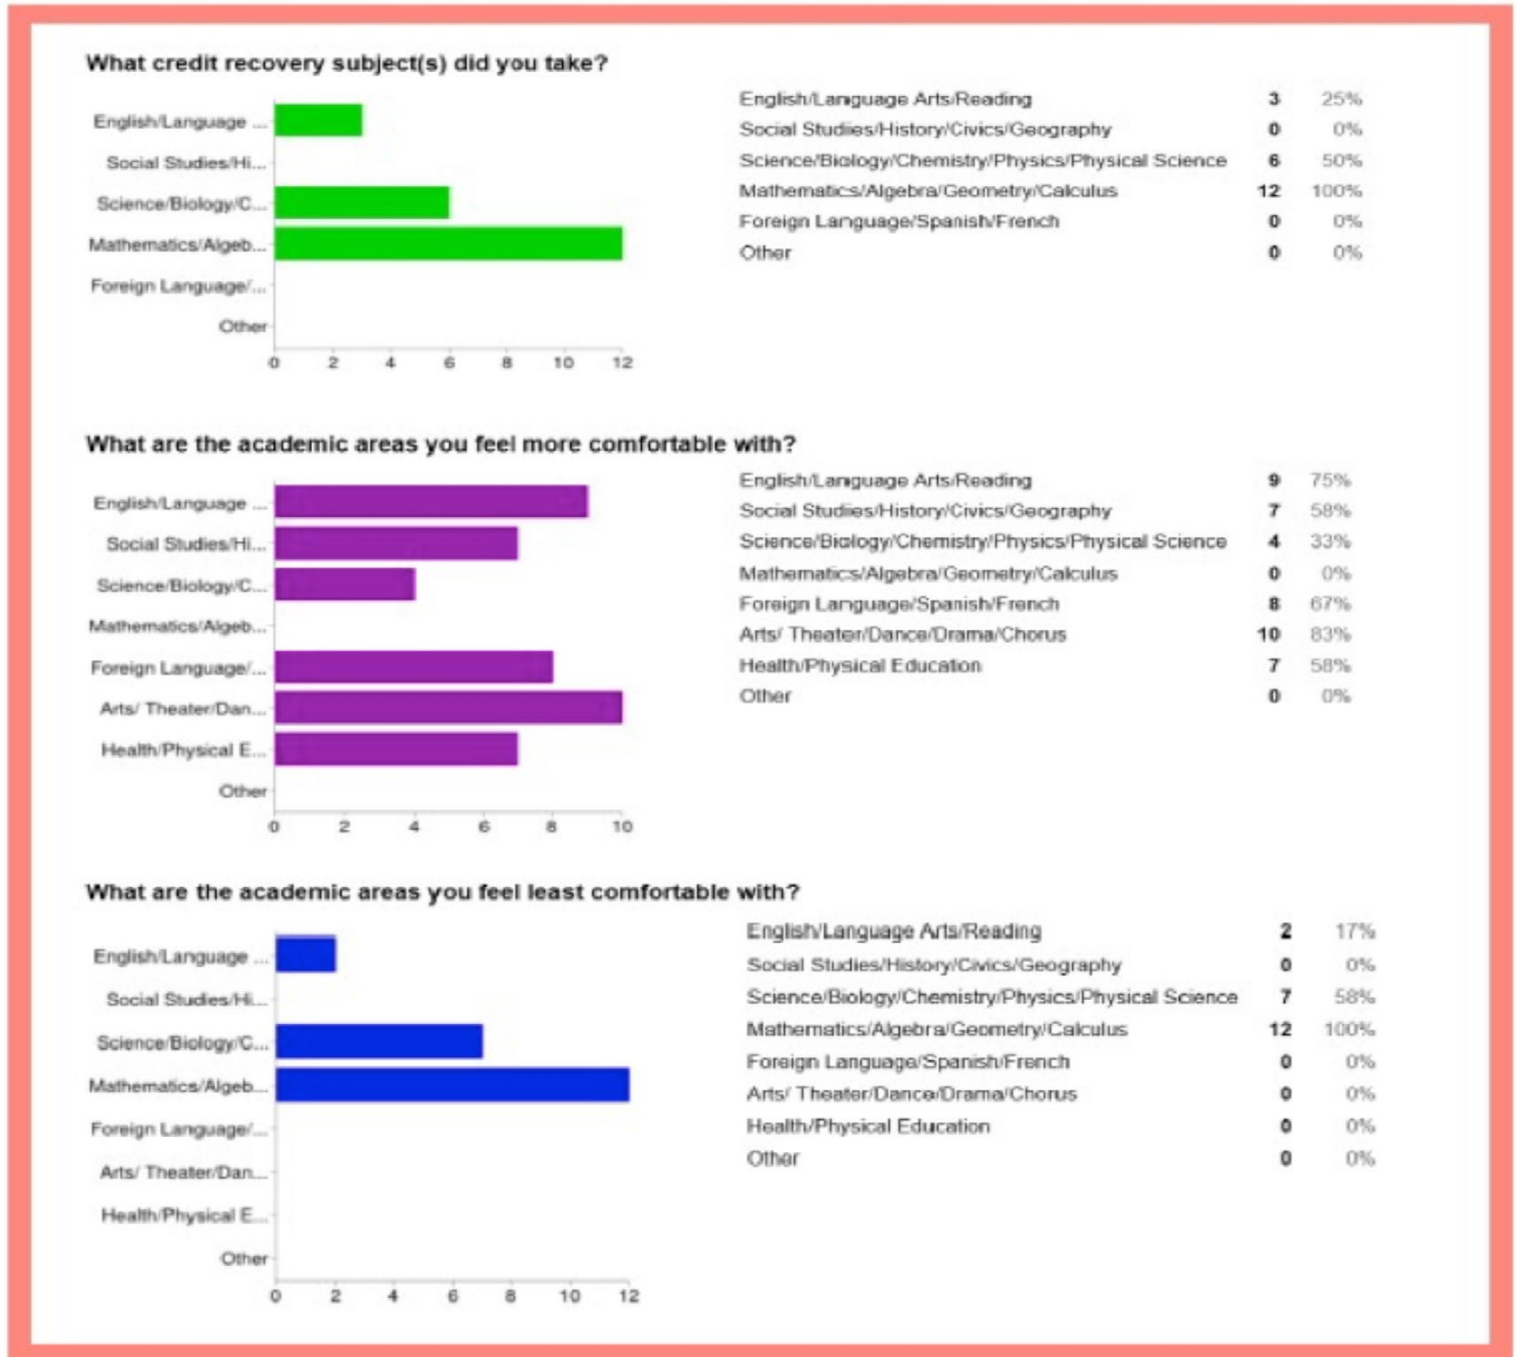 What credit recovery subject(s) did you take?
English/Language ...
Social Studies/Hi...
Science/Biology/C...
Mathematics/Algeb...
Foreign Language/...
Other
0 2 4 6 8 10 12
English/Language Arts/Reading 3 25%
Social Studies/History/Civics/Geography 0 0%
Science/Biology/Chemistry/Physics/Physical Science 6 50%
Mathematics/Algebra/Geometry/Calculus 12 100%
Foreign Language/Spanish/French 0 0%
Other 0 0%
What are the academic areas you feel more comfortable with?
English/Language ...
Social Studies/Hi...
Science/Biology/C...
Mathematics/Algeb...
Foreign Language/...
Arts/ Theater/Dan...
Health/Physical E...
Other
0 2 4 6 8 10
English/Language Arts/Reading 9 75%
Social Studies/History/Civics/Geography 7 58%
Science/Biology/Chemistry/Physics/Physical Science 4 33%
Mathematics/Algebra/Geometry/Calculus 0 0%
Foreign Language/Spanish/French 8 67%
Arts/ Theater/Dance/Drama/Chorus 10 83%
Health/Physical Education 7 58%
Other 0 0%
What are the academic areas you feel least comfortable with?
English/Language ...
Social Studies/Hi...
Science/Biology/C...
Mathematics/Algeb...
Foreign Language/...
Arts/ Theater/Dan...
Health/Physical E...
Other
0 2 4 6 8 10 12
English/Language Arts/Reading 2 17%
Social Studies/History/Civics/Geography 0 0%
Science/Biology/Chemistry/Physics/Physical Science 7 58%
Mathematics/Algebra/Geometry/Calculus 12 100%
Foreign Language/Spanish/French 0 0%
Arts/ Theater/Dance/Drama/Chorus 0 0%
Health/Physical Education 0 0%
Other 0 0%